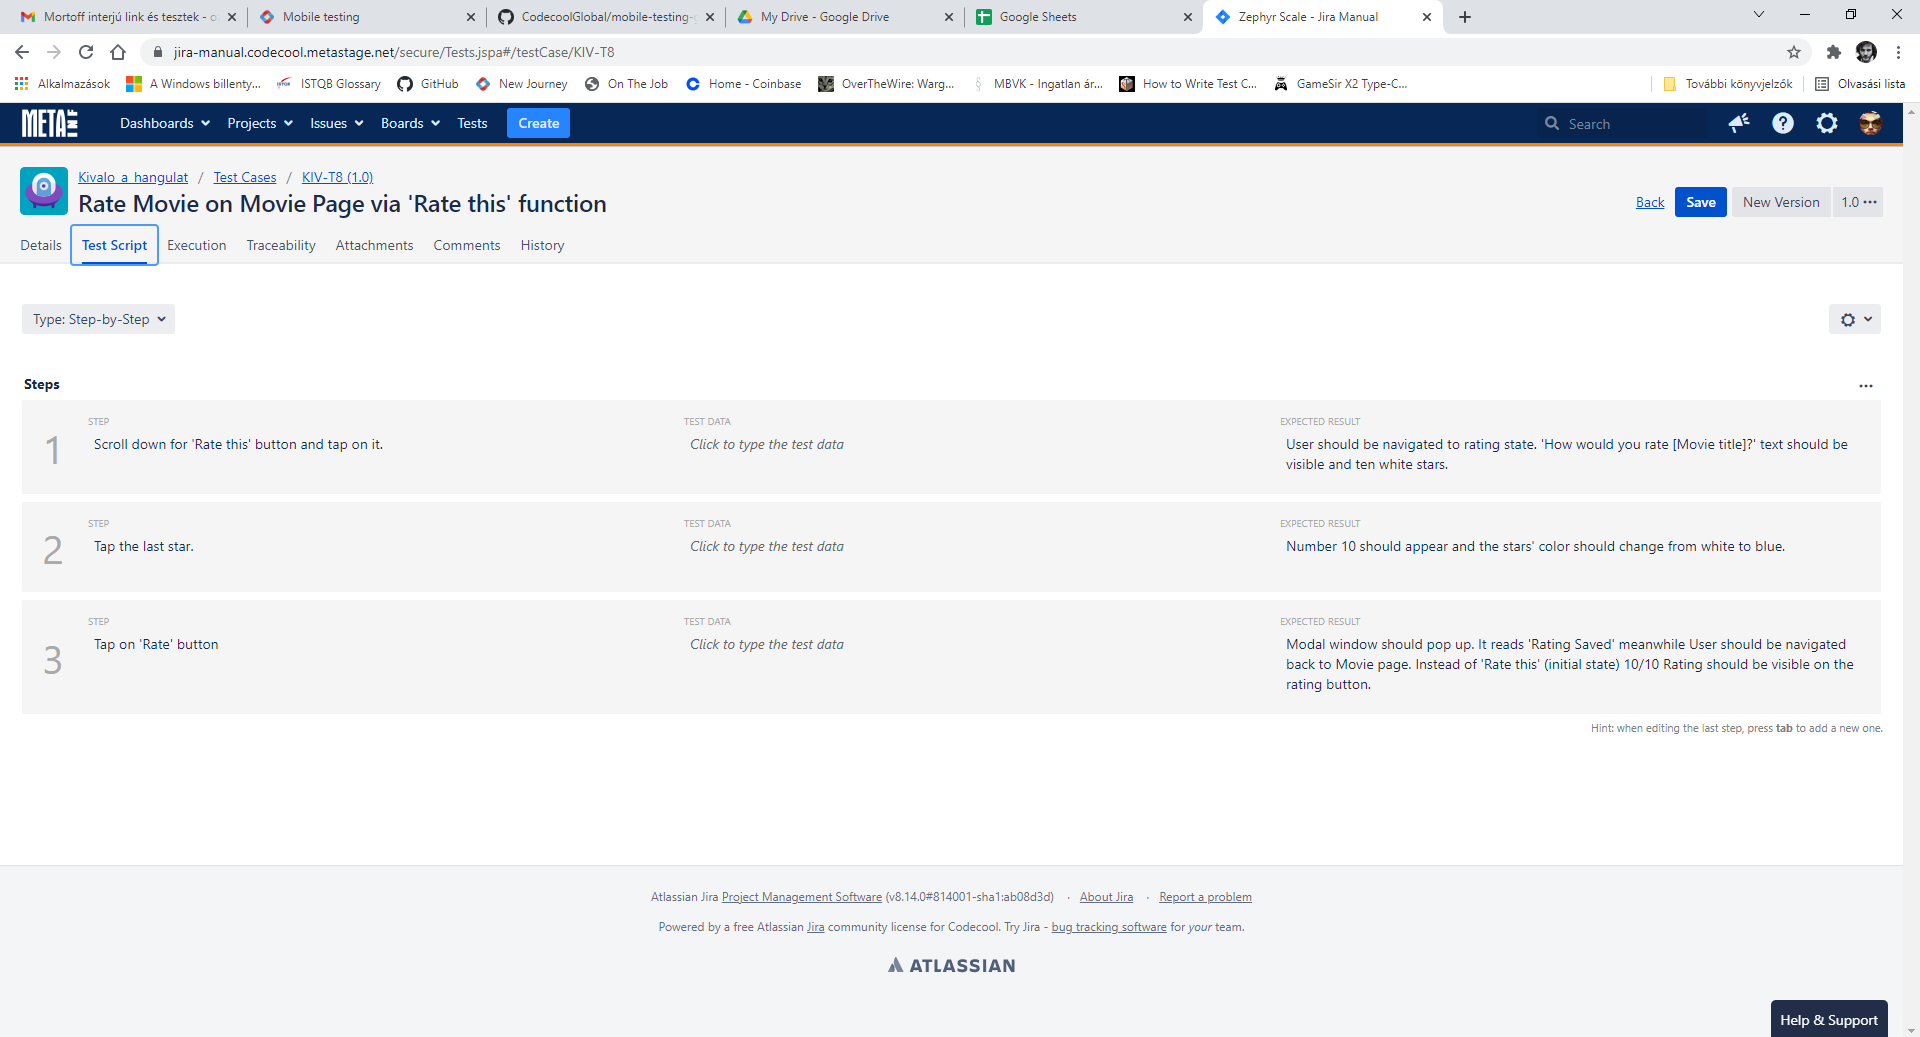 Mortoff interjú link és tesztek -
Mobile testing
CodecoolGlobal/mobile-testing-
My Drive - Google Drive
Google Sheets
Zephyr Scale - Jira Manual
jira-manual.codecool.metastage.net/secure/Tests.jspa#/testCase/KIV-T8
Alkalmazások
A Windows billenty...
ISTQB Glossary
GitHub
New Journey
On The Job
Home - Coinbase
OverTheWire: Warg...
MBVK - Ingatlan ár...
How to Write Test C...
GameSir X2 Type-C...
További könyvjelzők
Olvasási lista
META INF
Dashboards
Projects
Issues
Boards
Tests
Create
Search
Kivalo_a_hangulat / Test Cases / KIV-T8 (1.0)
Rate Movie on Movie Page via 'Rate this' function
Back
Save
New Version
1.0 ···
Details
Test Script
Execution
Traceability
Attachments
Comments
History
Type: Step-by-Step
Steps
1
STEP
Scroll down for 'Rate this' button and tap on it.
TEST DATA
Click to type the test data
EXPECTED RESULT
User should be navigated to rating state. 'How would you rate [Movie title]?' text should be
visible and ten white stars.
2
STEP
Tap the last star.
TEST DATA
Click to type the test data
EXPECTED RESULT
Number 10 should appear and the stars' color should change from white to blue.
3
STEP
Tap on 'Rate' button
TEST DATA
Click to type the test data
EXPECTED RESULT
Modal window should pop up. It reads 'Rating Saved' meanwhile User should be navigated
back to Movie page. Instead of 'Rate this' (initial state) 10/10 Rating should be visible on the
rating button.
Hint: when editing the last step, press tab to add a new one.
Atlassian Jira Project Management Software (v8.14.0#814001-sha1:ab08d3d) · About Jira · Report a problem
Powered by a free Atlassian Jira community license for Codecool. Try Jira - bug tracking software for your team.
ATLASSIAN
Help & Support